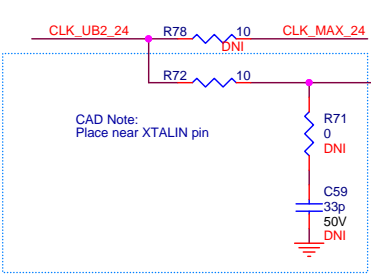 CLK_UB2_24 R78 10 CLK_MAX_24
DNI
R72 10
CAD Note:
Place near XTALIN pin
R71
0
DNI
C59
33p
50V
DNI